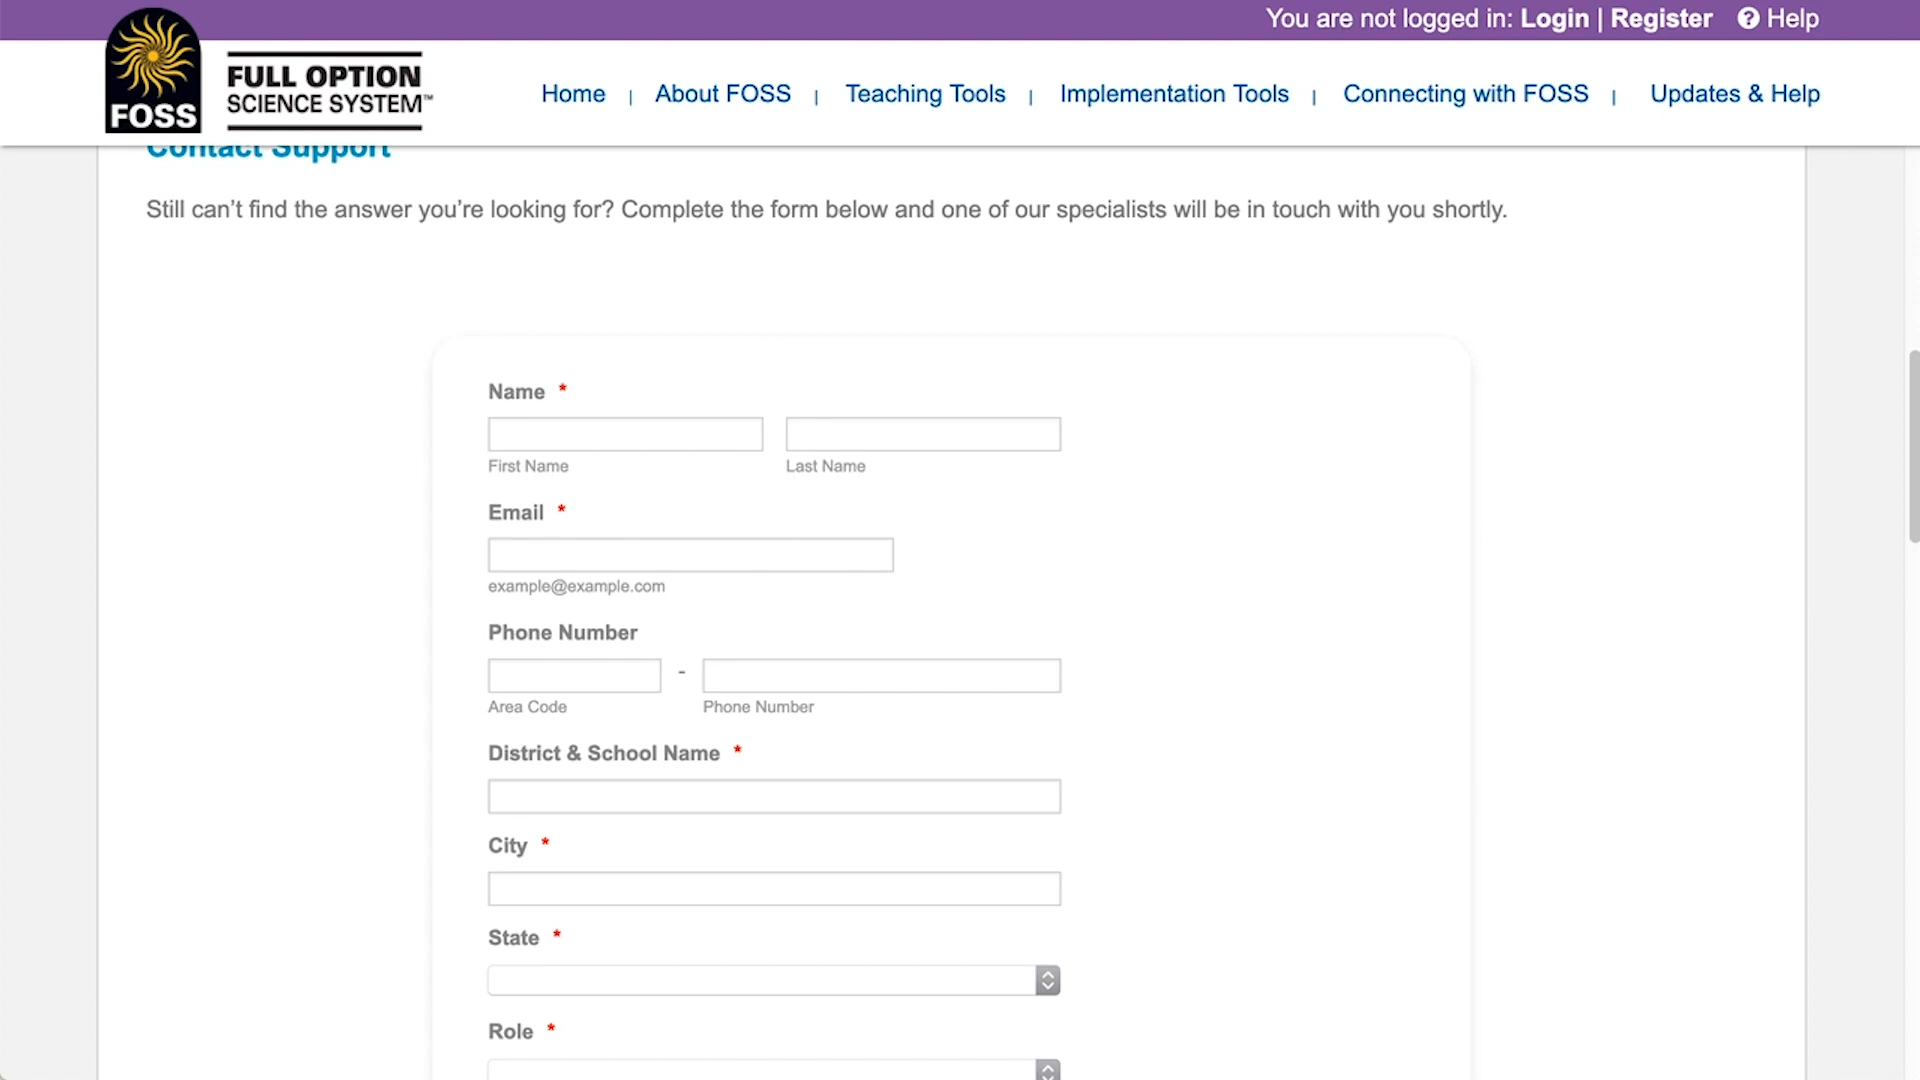 You are not logged in: Login | Register Help
FOSS
FULL OPTION
SCIENCE SYSTEM™
Home | About FOSS | Teaching Tools | Implementation Tools | Connecting with FOSS | Updates & Help
Contact Support
Still can’t find the answer you’re looking for? Complete the form below and one of our specialists will be in touch with you shortly.
Name *
First Name Last Name
Email *
example@example.com
Phone Number
-
Area Code Phone Number
District & School Name *
City *
State *
Role *